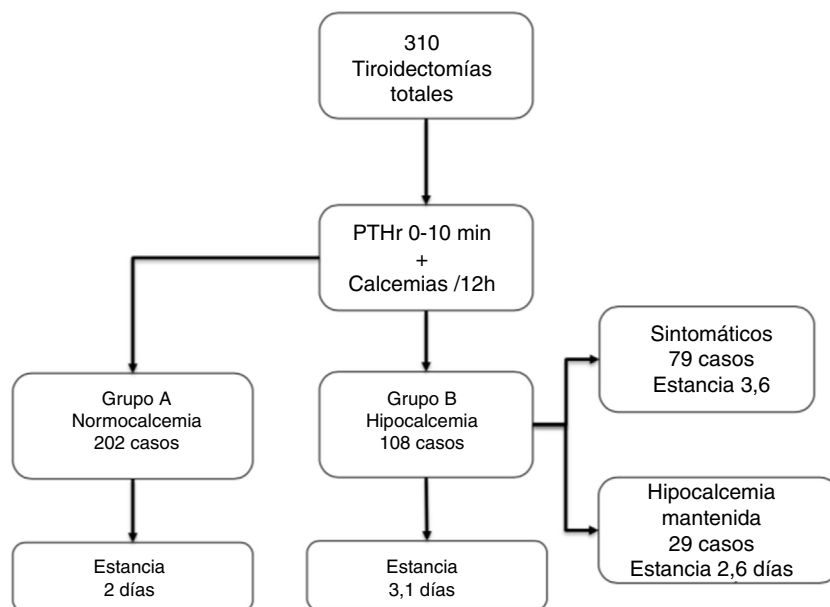 310
Tiroidectomías
totales
PTHr 0-10 min
+
Calcemias /12h
Grupo A
Normocalcemia
202 casos
Grupo B
Hipocalcemia
108 casos
Sintomáticos
79 casos
Estancia 3,6
Hipocalcemia
mantenida
29 casos
Estancia 2,6 días
Estancia
2 días
Estancia
3,1 días